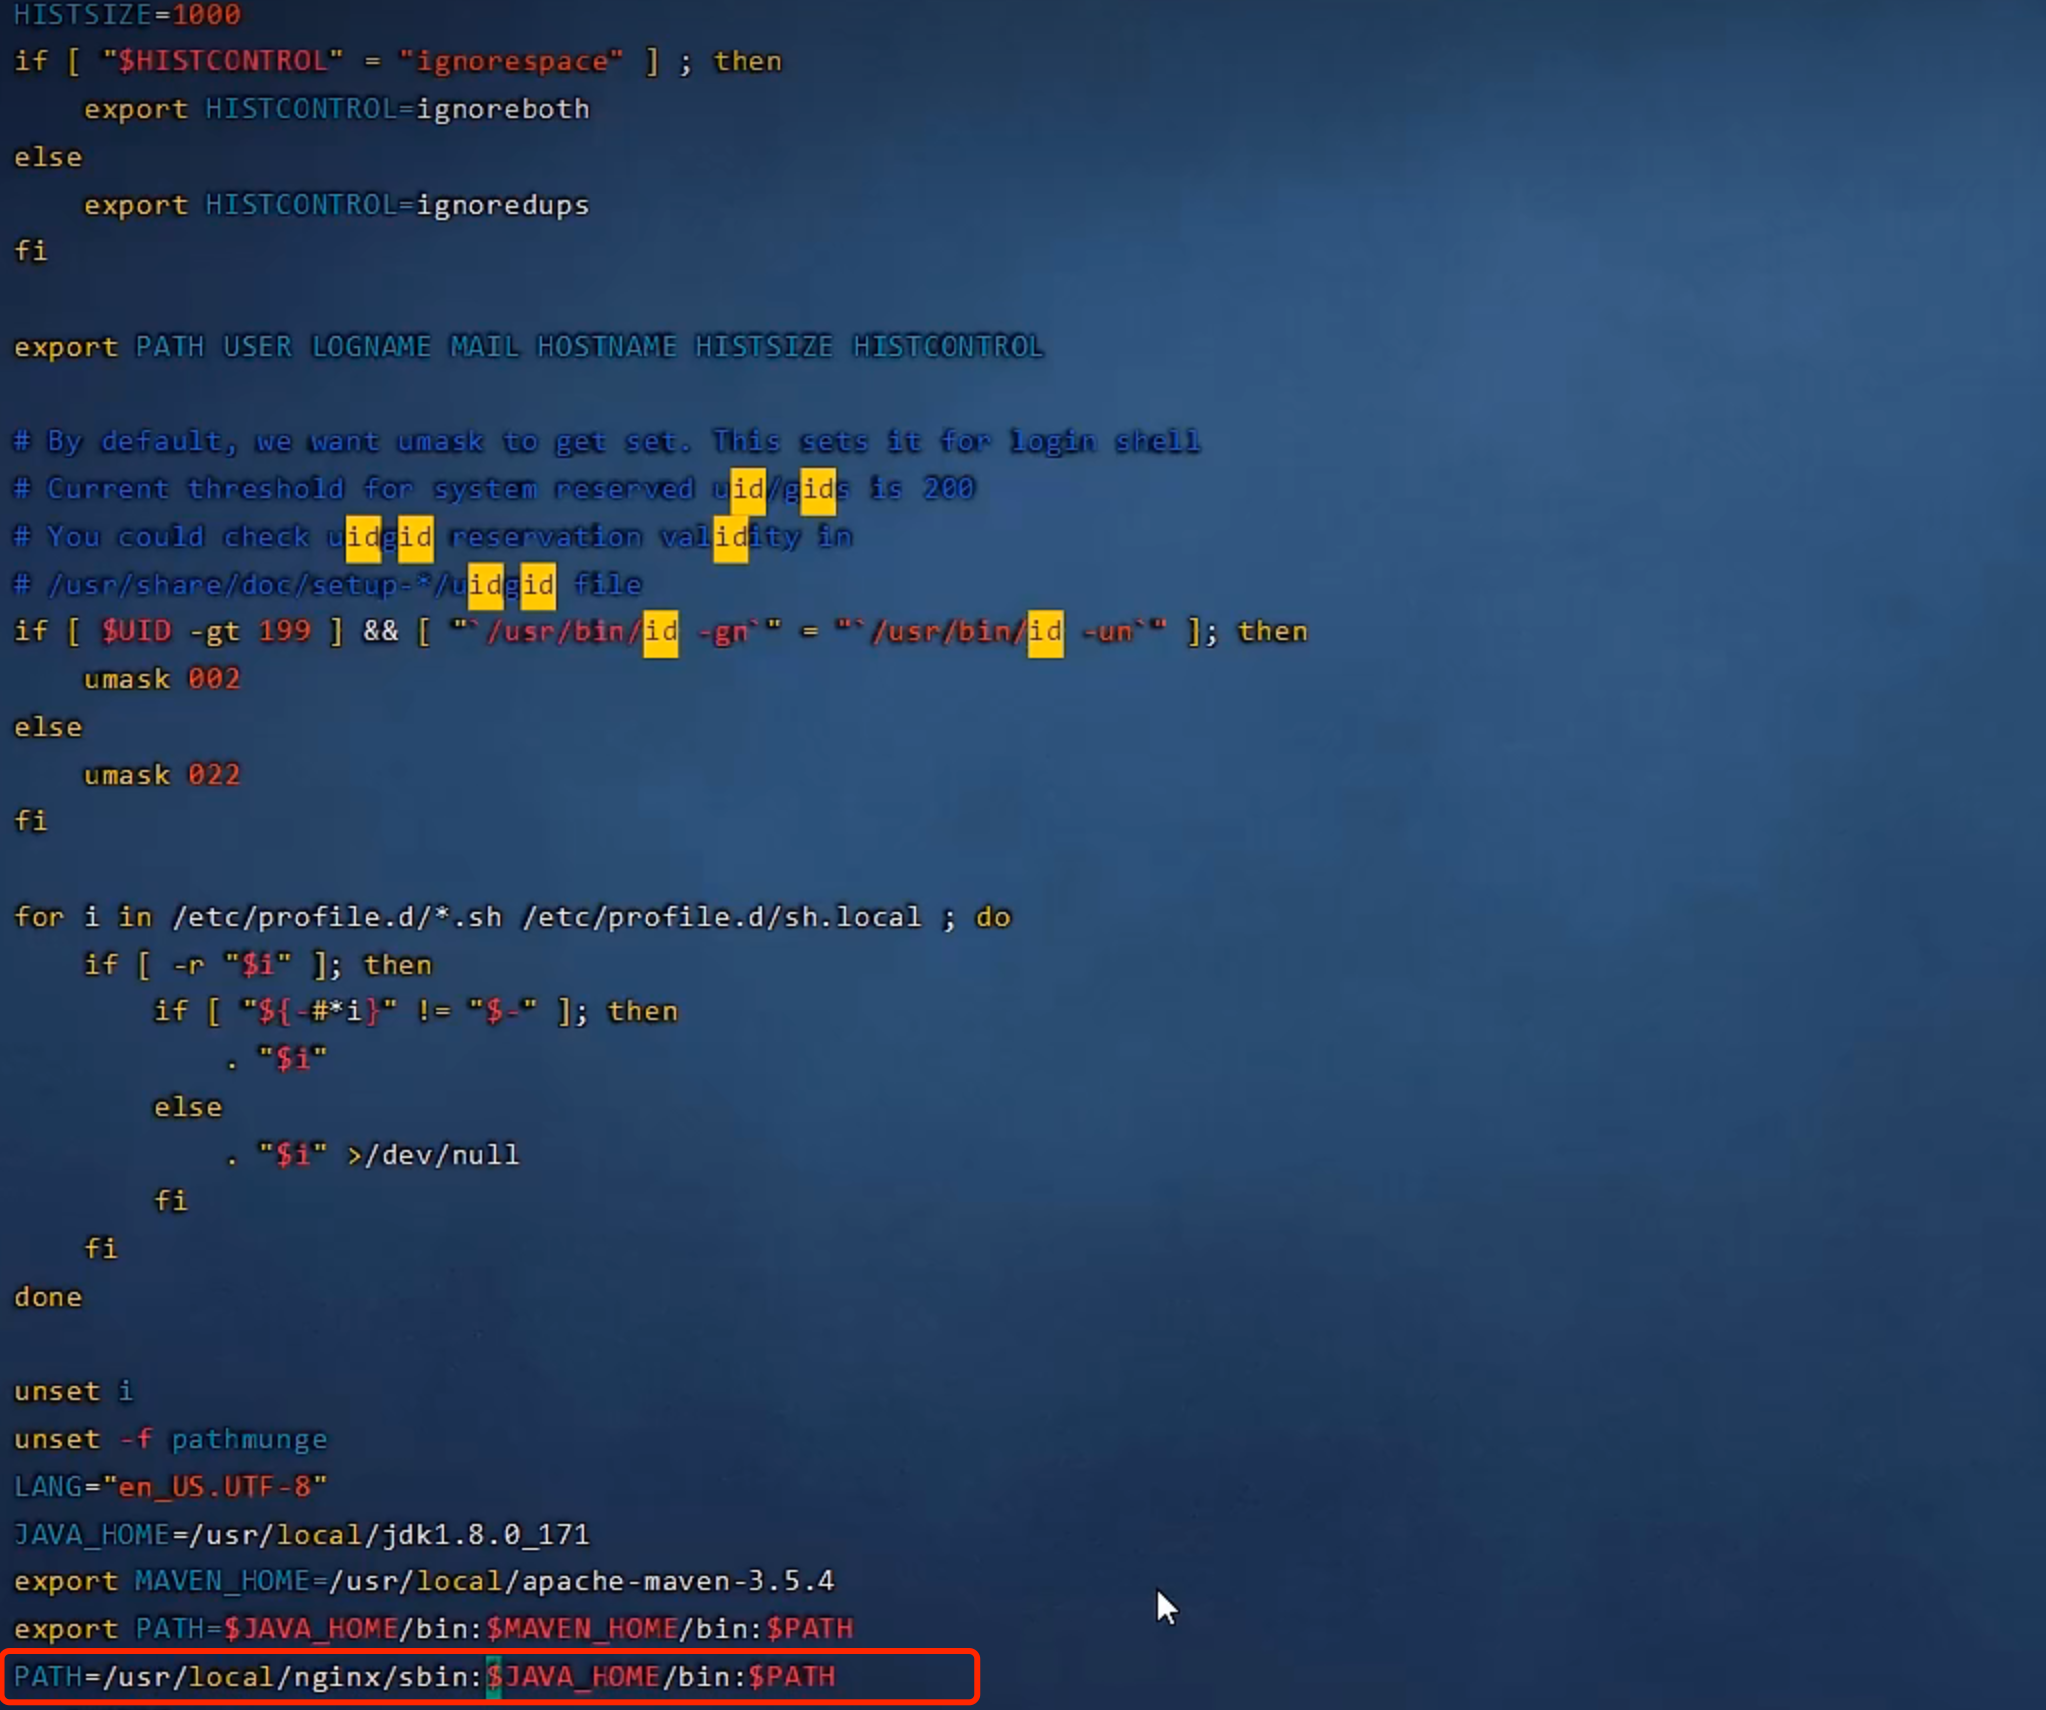 HISTSIZE=1000
if [ "$HISTCONTROL" = "ignorespace" ] ; then
    export HISTCONTROL=ignoreboth
else
    export HISTCONTROL=ignoredups
fi

export PATH USER LOGNAME MAIL HOSTNAME HISTSIZE HISTCONTROL

# By default, we want umask to get set. This sets it for login shell
# Current threshold for system reserved uid/gids is 200
# You could check uidgid reservation validity in
# /usr/share/doc/setup-*/uidgid file
if [ $UID -gt 199 ] && [ "`/usr/bin/id -gn`" = "`/usr/bin/id -un`" ]; then
    umask 002
else
    umask 022
fi

for i in /etc/profile.d/*.sh /etc/profile.d/sh.local ; do
    if [ -r "$i" ]; then
        if [ "${-#*i}" != "$-" ]; then
            . "$i"
        else
            . "$i" >/dev/null
        fi
    fi
done

unset i
unset -f pathmunge
LANG="en_US.UTF-8"
JAVA_HOME=/usr/local/jdk1.8.0_171
export MAVEN_HOME=/usr/local/apache-maven-3.5.4
export PATH=$JAVA_HOME/bin:$MAVEN_HOME/bin:$PATH
PATH=/usr/local/nginx/sbin:$JAVA_HOME/bin:$PATH